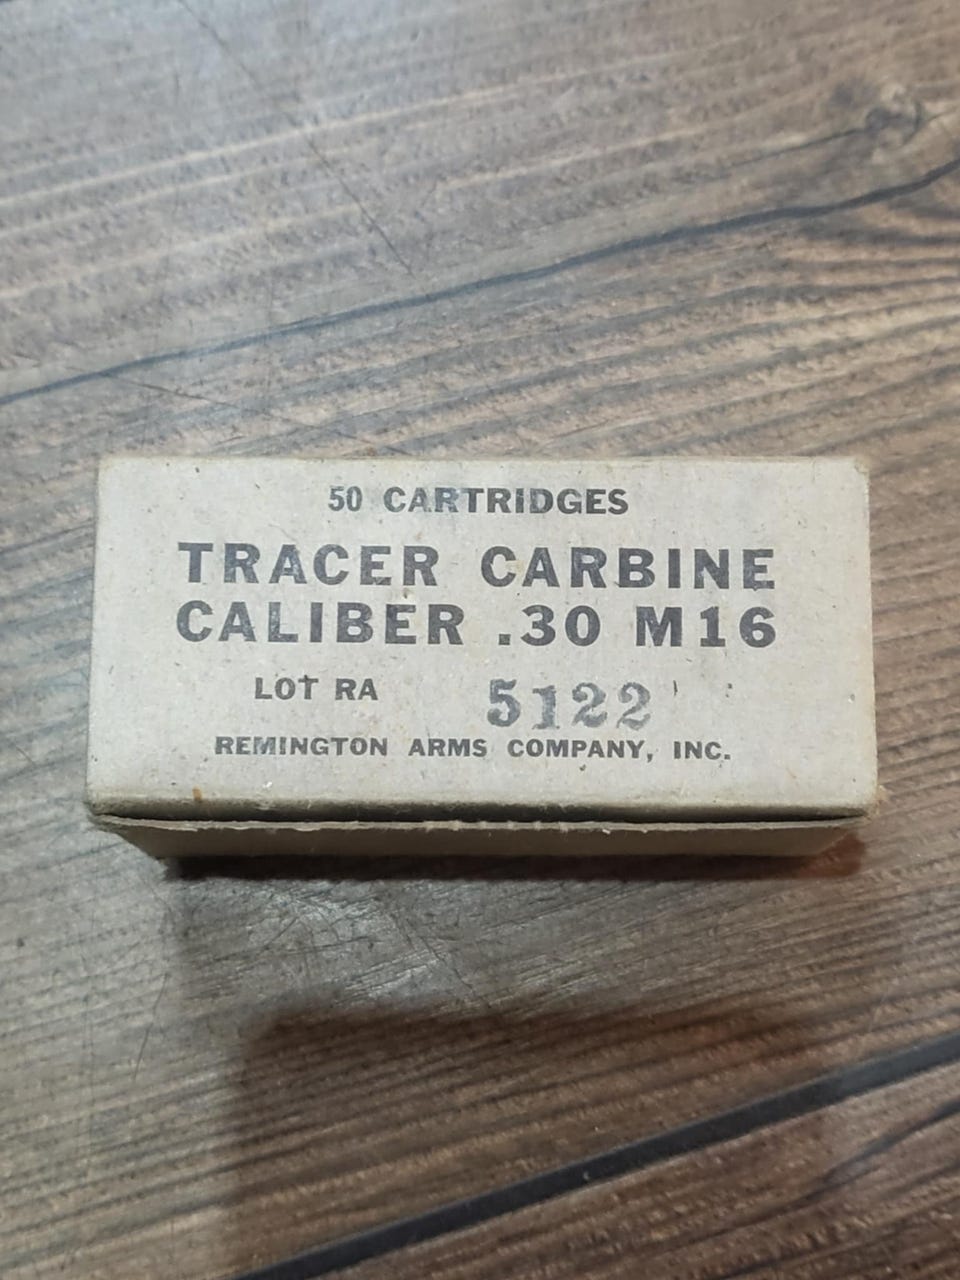 50 CARTRIDGES
TRACER CARBINE
CALIBER .30 M16
LOT RA 5122
REMINGTON ARMS COMPANY, INC.